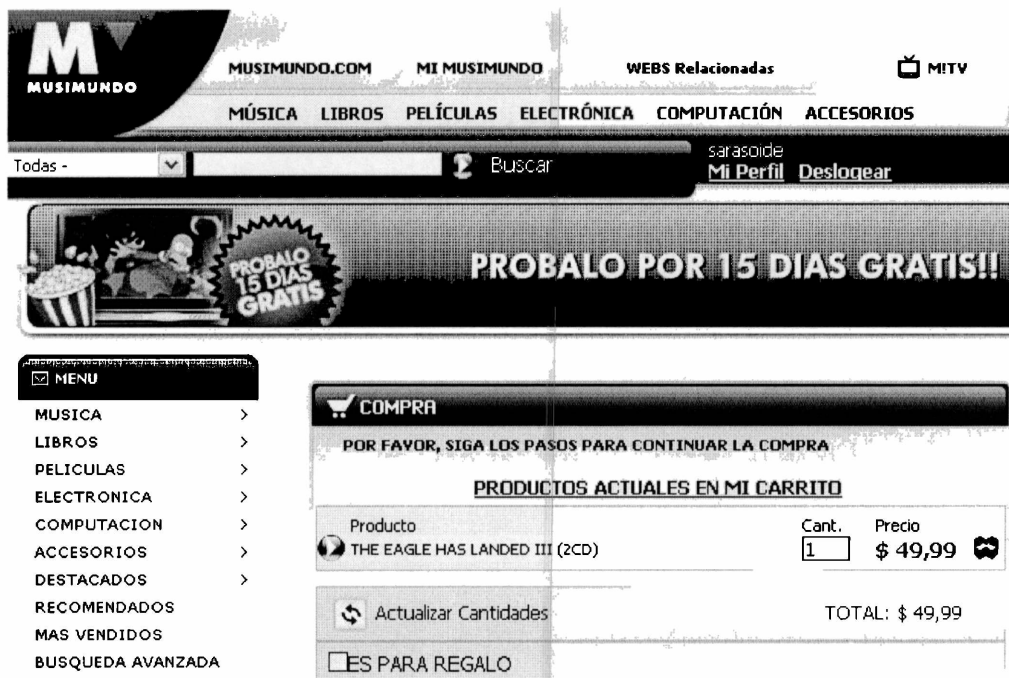 MUSIMUNDO
MUSIMUNDO.COM MI MUSIMUNDO WEBS Relacionadas M!TV
MÚSICA LIBROS PELÍCULAS ELECTRÓNICA COMPUTACIÓN ACCESORIOS
Todas - Buscar
sarasoide
Mi Perfil Desloqear
PROBALO 15 DIAS GRATIS
PROBALO POR 15 DIAS GRATIS!!
MENU
MUSICA >
LIBROS >
PELICULAS >
ELECTRONICA >
COMPUTACION >
ACCESORIOS >
DESTACADOS >
RECOMENDADOS
MAS VENDIDOS
BUSQUEDA AVANZADA
COMPRA
POR FAVOR, SIGA LOS PASOS PARA CONTINUAR LA COMPRA
PRODUCTOS ACTUALES EN MI CARRITO
Producto Cant. Precio
THE EAGLE HAS LANDED III (2CD) 1 $ 49,99
Actualizar Cantidades TOTAL: $ 49,99
ES PARA REGALO